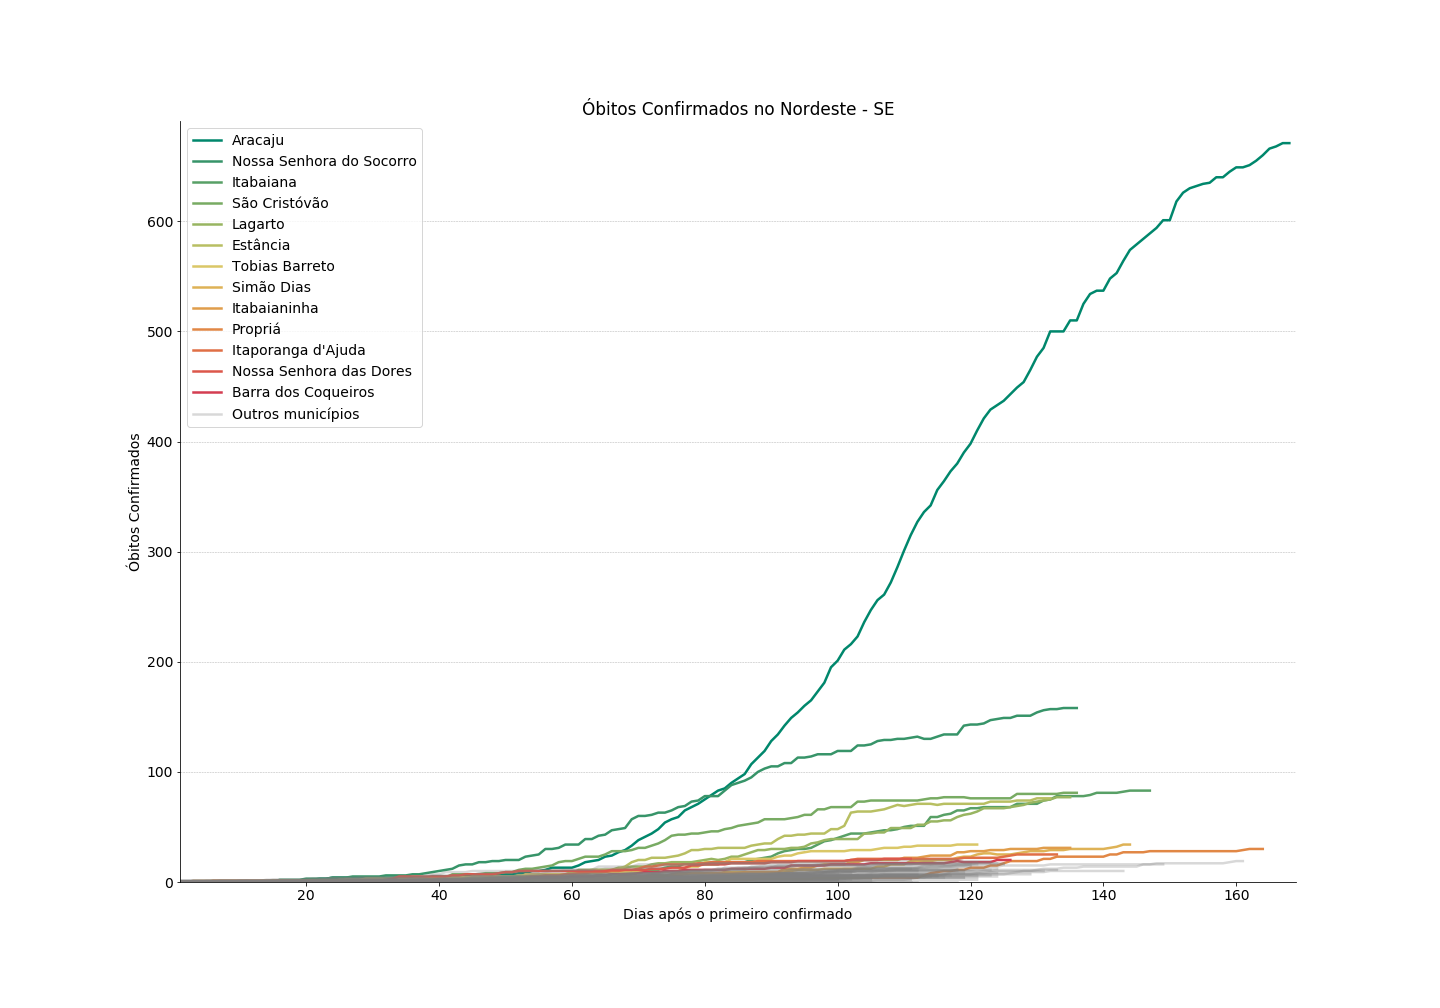 Óbitos Confirmados no Nordeste - SE
Aracaju
Nossa Senhora do Socorro
Itabaiana
São Cristóvão
Lagarto
Estância
Tobias Barreto
Simão Dias
Itabaianinha
Propriá
Itaporanga d'Ajuda
Nossa Senhora das Dores
Barra dos Coqueiros
Outros municípios
Óbitos Confirmados
600
500
400
300
200
100
0
20 40 60 80 100 120 140 160
Dias após o primeiro confirmado